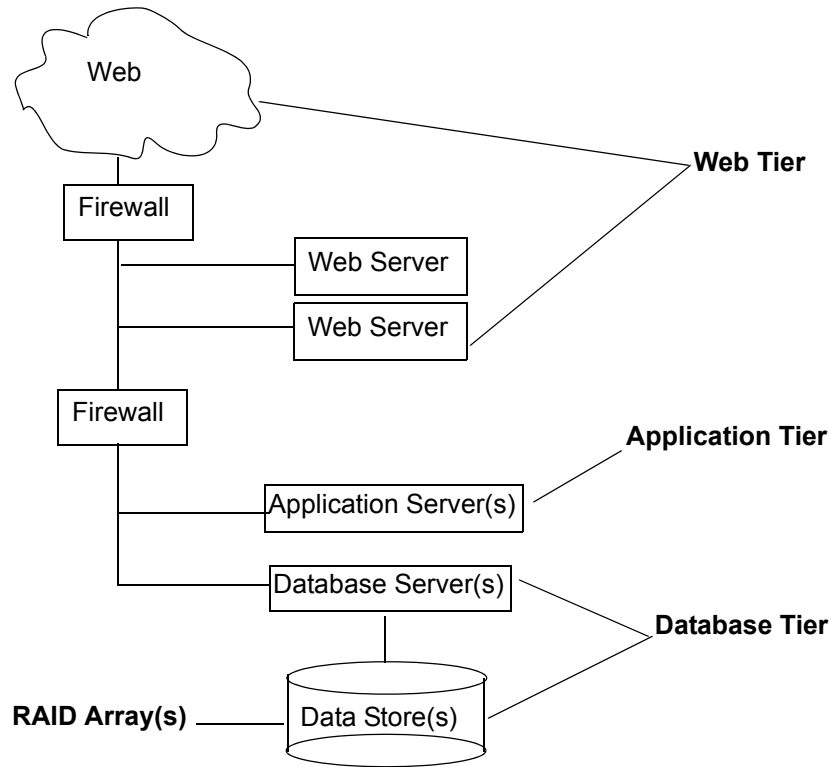 Web
Web Tier
Firewall
Web Server
Web Server
Firewall
Application Tier
Application Server(s)
Database Server(s)
Database Tier
RAID Array(s)
Data Store(s)